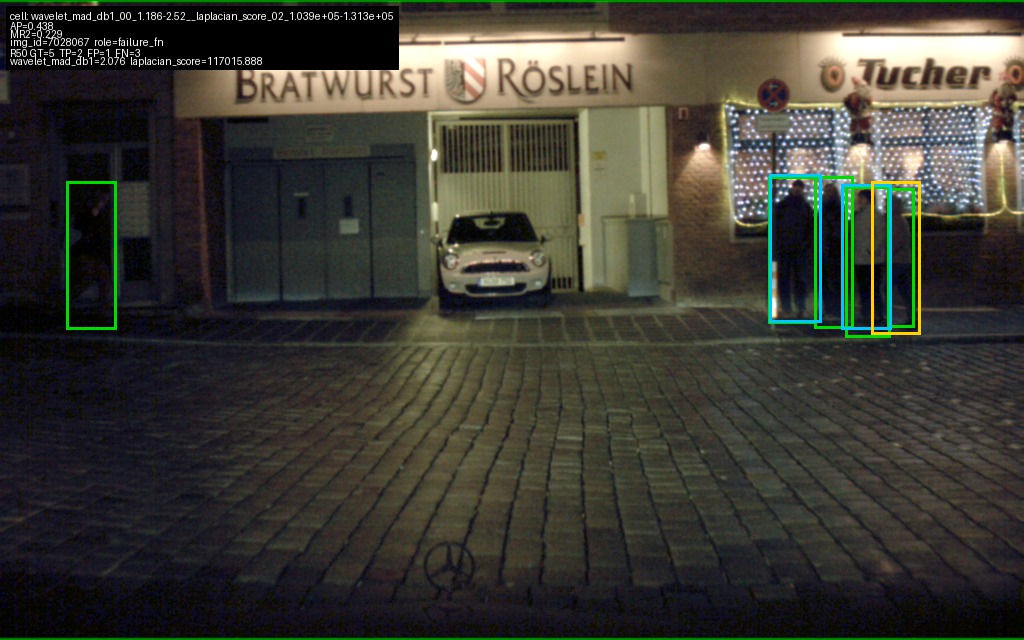 cell: wavelet_mad_db1_00_1.186-2.52__laplacian_score_02_1.039e+05-1.313e+05
AP=0.438
MR2=0.229
img_id=7028067 role=failure_fn
R50 GT=5 TP=2 FP=1 FN=3
wavelet_mad_db1=2.076 laplacian_score=117015.888
BRATWURST RÖSLEIN
Tucher